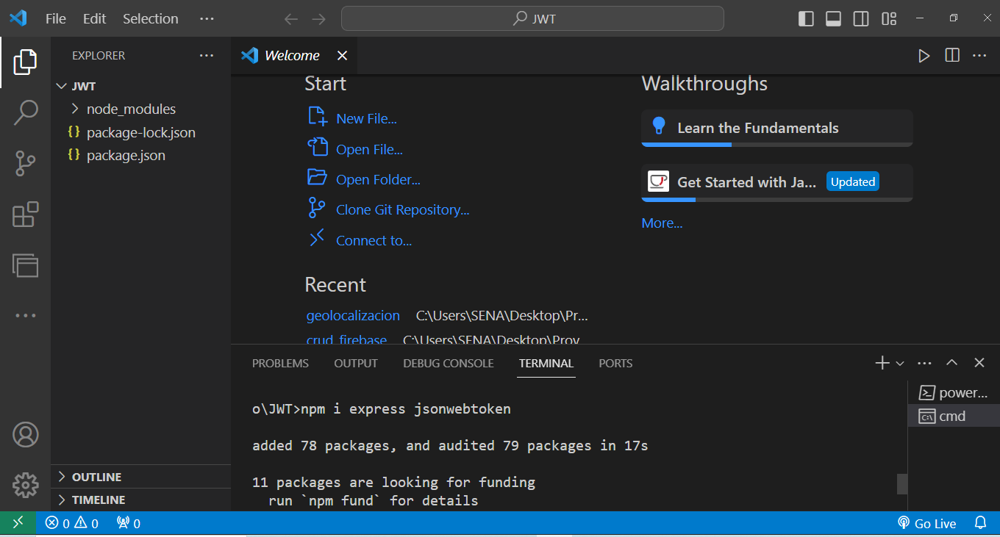 File Edit Selection ...
JWT
EXPLORER ...
JWT
node_modules
{} package-lock.json
{} package.json
OUTLINE
TIMELINE
Welcome
Start
New File...
Open File...
Open Folder...
Clone Git Repository...
Connect to...
Recent
geolocalizacion C:\Users\SENA\Desktop\Pr...
crud_firebase C:\Users\SENA\Desktop\Proy
Walkthroughs
Learn the Fundamentals
Get Started with Ja... Updated
More...
PROBLEMS OUTPUT DEBUG CONSOLE TERMINAL PORTS
o\JWT>npm i express jsonwebtoken
added 78 packages, and audited 79 packages in 17s
11 packages are looking for funding
run `npm fund` for details
power...
cmd
0 0 0
Go Live